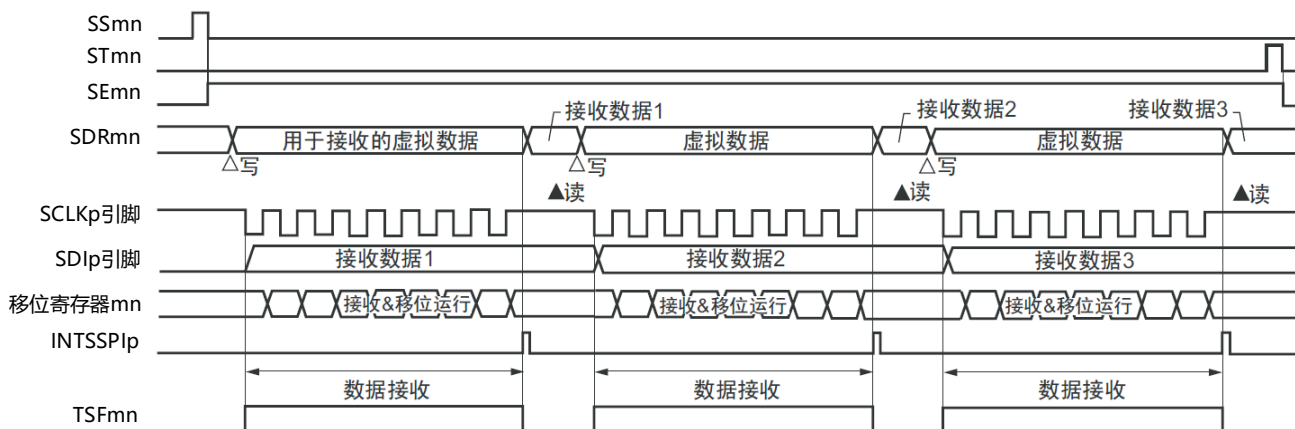 SSmn
STmn
SEmn
接收数据1 接收数据2 接收数据3
SDRmn 用于接收的虚拟数据 虚拟数据 虚拟数据
△写 △写 △写
▲读 ▲读 ▲读
SCLKp引脚
SDIp引脚 接收数据1 接收数据2 接收数据3
移位寄存器mn 接收&移位运行 接收&移位运行 接收&移位运行
INTSSPIp
数据接收 数据接收 数据接收
TSFmn